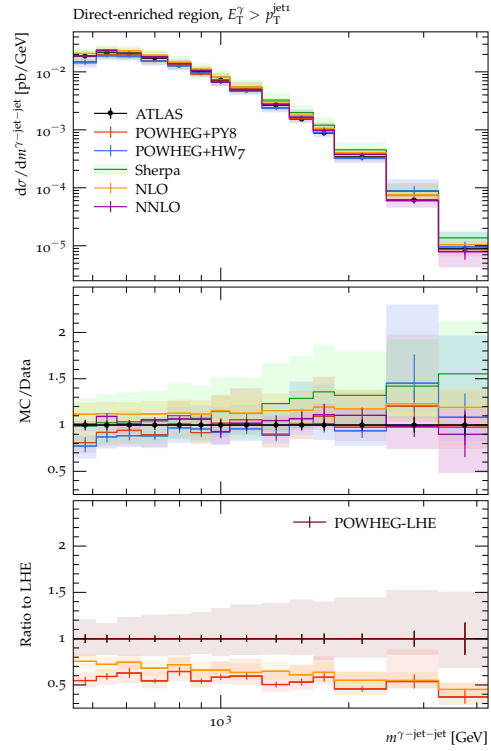 Direct-enriched region, E_T^γ > p_T^jet1
dσ/dm^γ-jet-jet [pb/GeV]
10^−2
10^−3
10^−4
10^−5
ATLAS
POWHEG+PY8
POWHEG+HW7
Sherpa
NLO
NNLO
MC/Data
2
1.5
1
0.5
POWHEG-LHE
Ratio to LHE
2
1.5
1
0.5
10^3
m^γ-jet-jet [GeV]